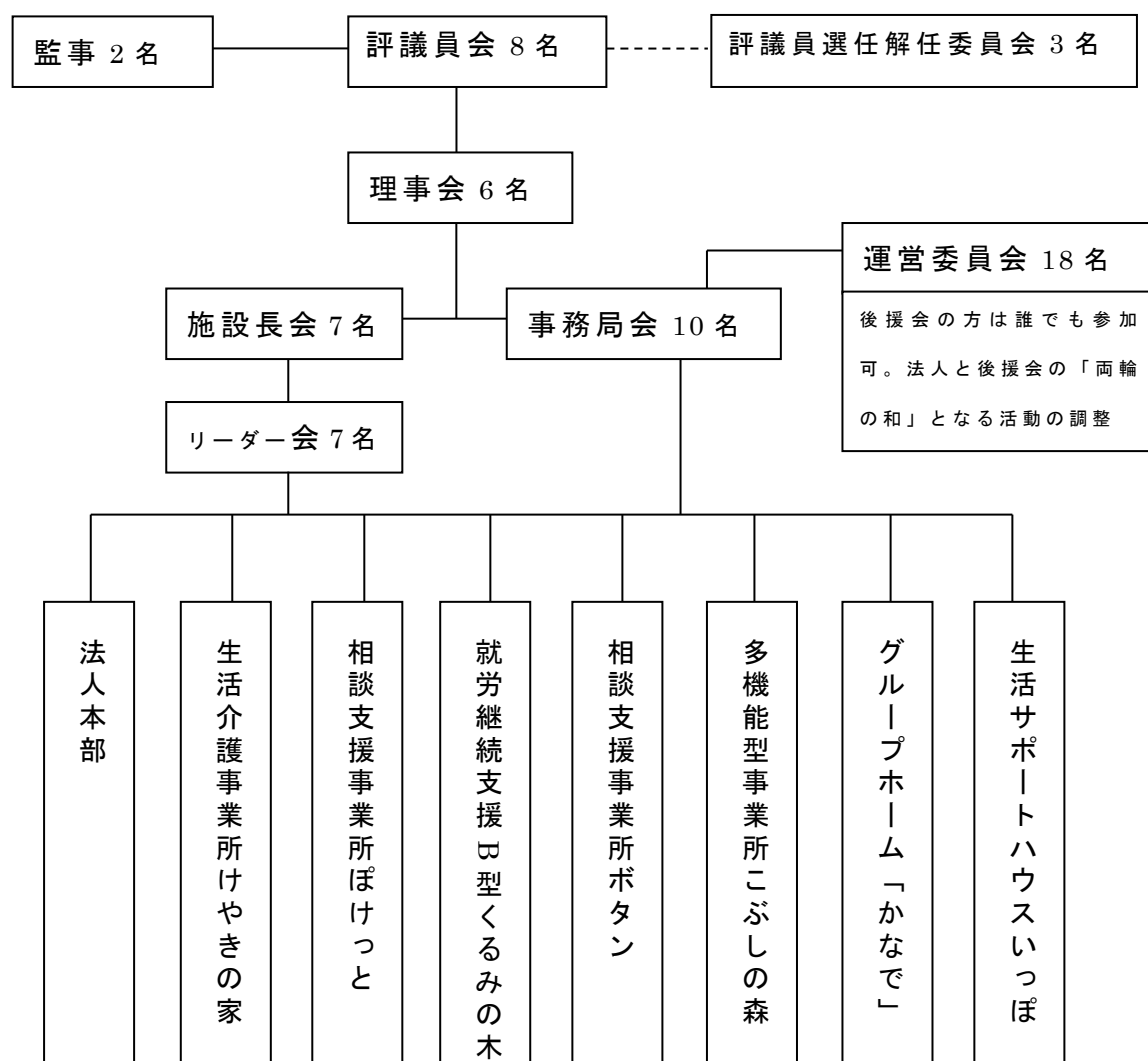 監事 2 名
評議員会 8 名
評議員選任解任委員会 3 名
理事会 6 名
運営委員会 18 名
後援会の方は誰でも参加
可。法人と後援会の「両輪
の和」となる活動の調整
施設長会 7 名
事務局会 10 名
リーダー会 7 名
法人本部
生活介護事業所けやきの家
相談支援事業所ぽけっと
就労継続支援B型くるみの木
相談支援事業所ボタン
多機能型事業所こぶしの森
グループホーム「かなで」
生活サポートハウスいっぽ